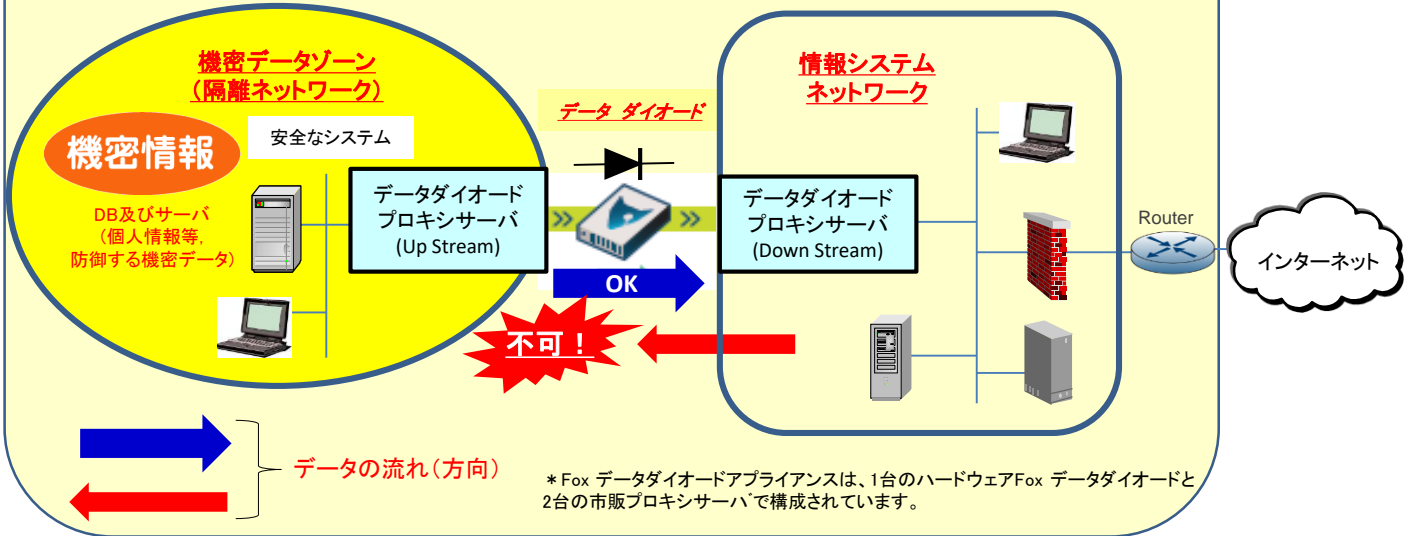 機密データゾーン
(隔離ネットワーク)
機密情報
安全なシステム
DB及びサーバ
(個人情報等,
防御する機密データ)
データダイオード
プロキシサーバ
(Up Stream)
データ ダイオード
OK
不可！
情報システム
ネットワーク
データダイオード
プロキシサーバ
(Down Stream)
Router
インターネット
データの流れ(方向)
＊Fox データダイオードアプライアンスは、1台のハードウェアFox データダイオードと
2台の市販プロキシサーバで構成されています。